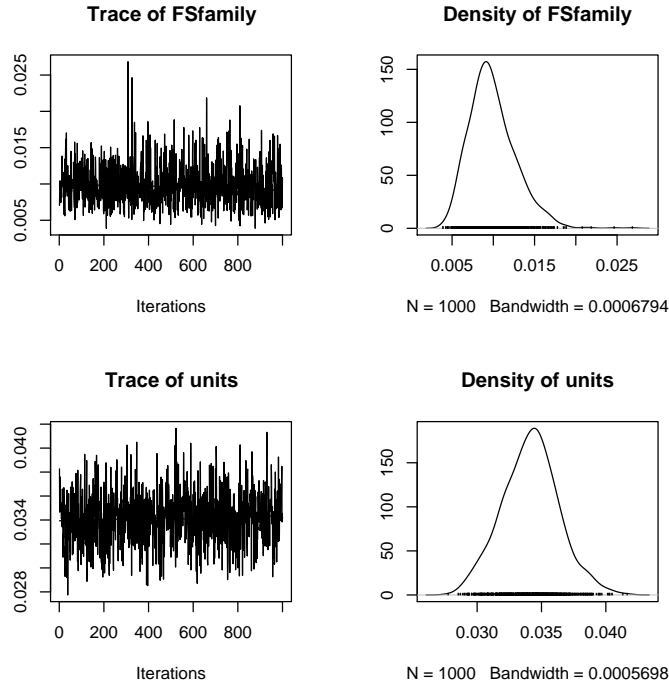 Trace of FSfamily
0.005
0.015
0.025
0 200 400 600 800
Iterations
Density of FSfamily
0
50
100
150
0.005 0.015 0.025
N = 1000 Bandwidth = 0.0006794
Trace of units
0.028
0.034
0.040
0 200 400 600 800
Iterations
Density of units
0
50
100
150
0.030 0.035 0.040
N = 1000 Bandwidth = 0.0005698